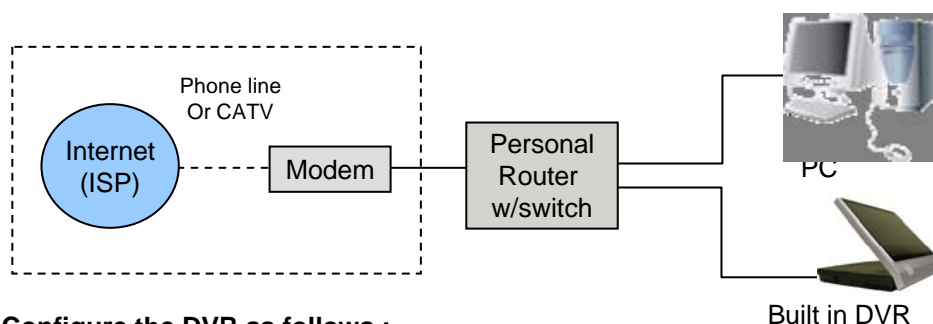 Phone line
Or CATV
Internet
(ISP)
Modem
Personal
Router
w/switch
PC
Built in DVR
Configure the DVR as follows :